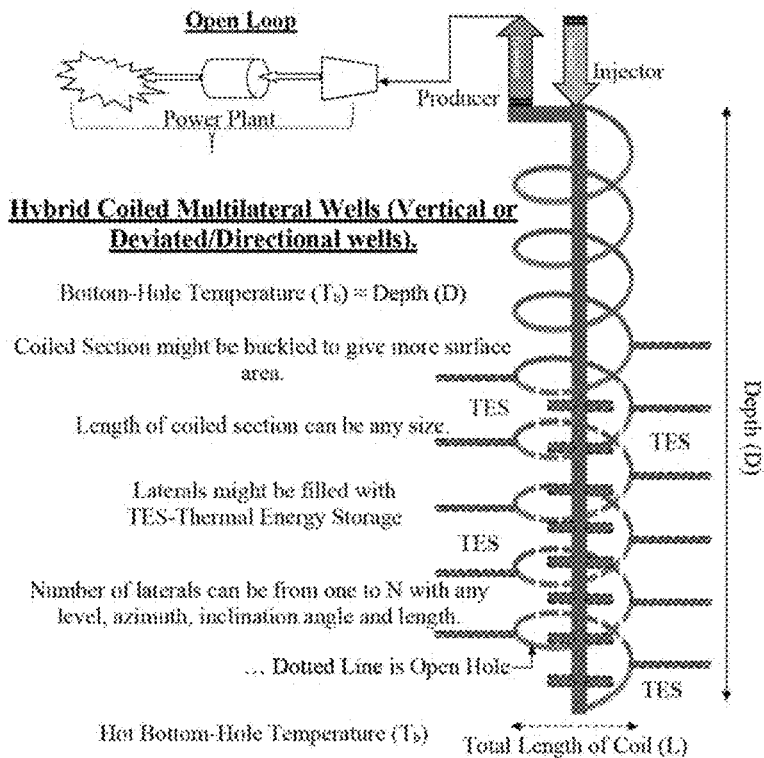 Open Loop
Injector
Producer
Power Plant
Hybrid Coiled Multilateral Wells (Vertical or
Deviated/Directional wells).
Bottom-Hole Temperature (Tb) ≈ Depth (D)
Coiled Section might be buckled to give more surface
area.
TES
Length of coiled section can be any size.
TES
Depth (D)
Laterals might be filled with
TES-Thermal Energy Storage
TES
Number of laterals can be from one to N with any
level, azimuth, inclination angle and length.
... Dotted Line is Open Hole
TES
Hot Bottom-Hole Temperature (Tb)
Total Length of Coil (L)